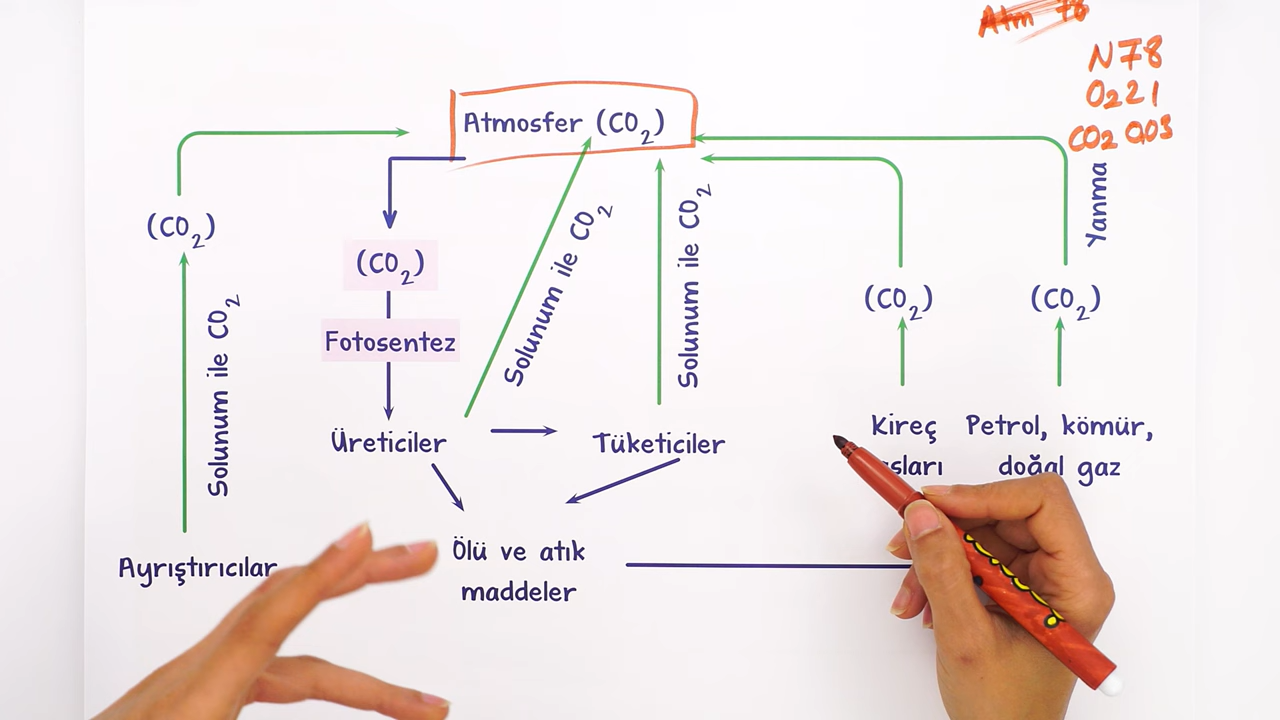 Atm 78
N 78
O2 21
CO2 0,03
Atmosfer (CO2)
(CO2)
Solunum ile CO2
Ayrıştırıcılar
(CO2)
Fotosentez
Üreticiler
Solunum ile CO2
Solunum ile CO2
Tüketiciler
Ölü ve atık
maddeler
(CO2)
Kireç
(CO2)
Yanma
Petrol, kömür,
doğal gaz